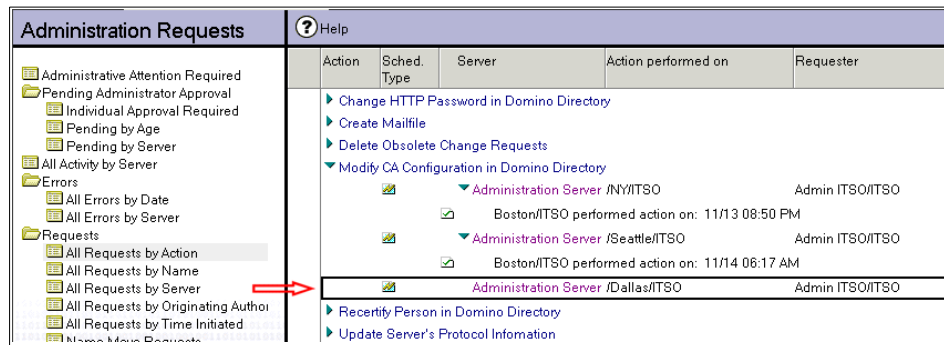 Administration Requests
? Help
Administrative Attention Required
Pending Administrator Approval
Individual Approval Required
Pending by Age
Pending by Server
All Activity by Server
Errors
All Errors by Date
All Errors by Server
Requests
All Requests by Action
All Requests by Name
All Requests by Server
All Requests by Originating Author
All Requests by Time Initiated
Name Move Requests
Action Sched. Type Server Action performed on Requester
Change HTTP Password in Domino Directory
Create Mailfile
Delete Obsolete Change Requests
Modify CA Configuration in Domino Directory
Administration Server /NY/ITSO Admin ITSO/ITSO
Boston/ITSO performed action on: 11/13 08:50 PM
Administration Server /Seattle/ITSO Admin ITSO/ITSO
Boston/ITSO performed action on: 11/14 06:17 AM
Administration Server /Dallas/ITSO Admin ITSO/ITSO
Recertify Person in Domino Directory
Update Server's Protocol Infomation